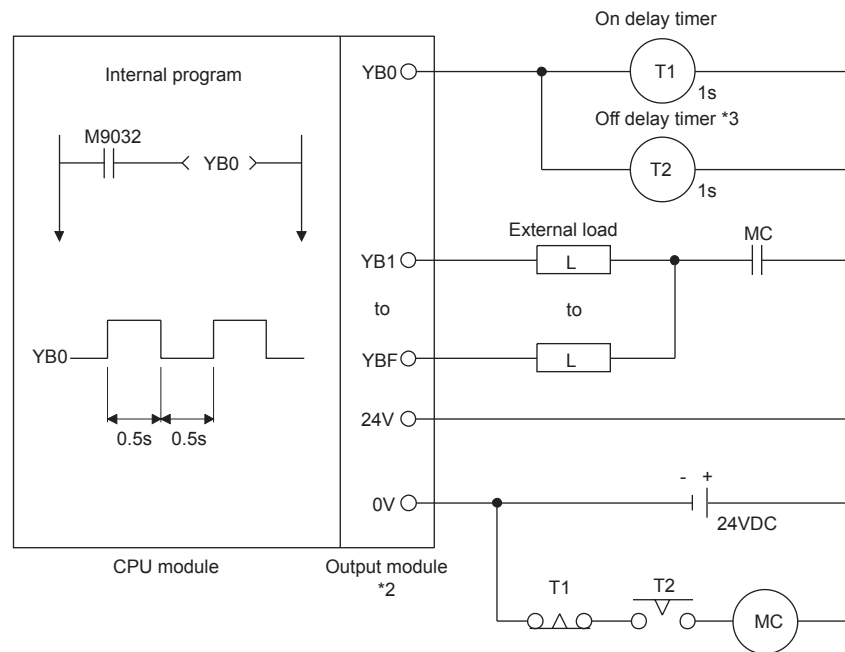 On delay timer
Internal program
YB0
T1
1s
M9032
YB0
Off delay timer *3
T2
1s
External load
MC
YB1
L
to
to
YB0
YBF
L
0.5s
0.5s
24V
0V
- +
24VDC
CPU module
Output module
*2
T1
T2
MC